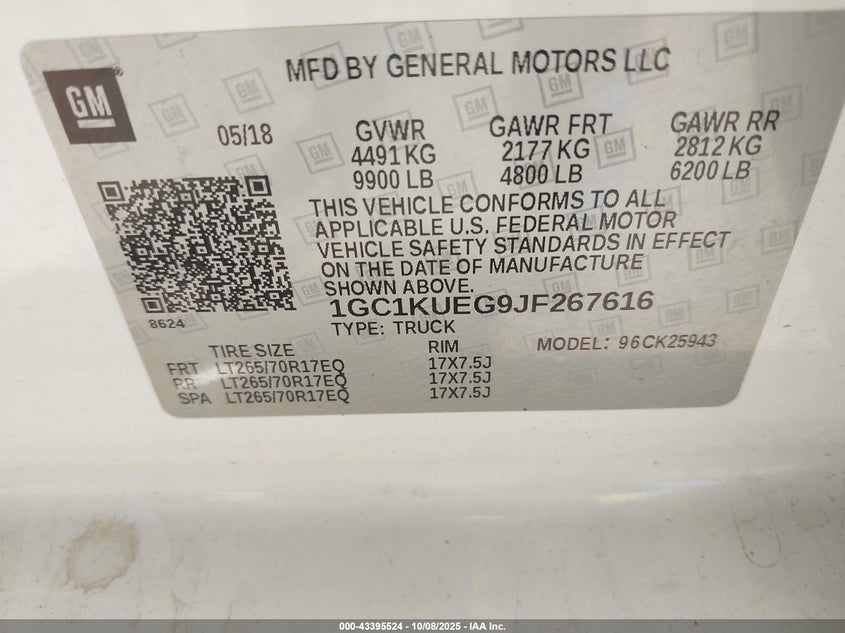 GM
MFD BY GENERAL MOTORS LLC
05/18
GVWR GAWR FRT GAWR RR
4491 KG 2177 KG 2812 KG
9900 LB 4800 LB 6200 LB
THIS VEHICLE CONFORMS TO ALL
APPLICABLE U.S. FEDERAL MOTOR
VEHICLE SAFETY STANDARDS IN EFFECT
ON THE DATE OF MANUFACTURE
SHOWN ABOVE.
8624
1GC1KUEG9JF267616
TYPE: TRUCK
TIRE SIZE RIM MODEL: 96CK25943
FRT LT265/70R17EQ 17X7.5J
RR LT265/70R17EQ 17X7.5J
SPA LT265/70R17EQ 17X7.5J
000-43395524 - 10/08/2025 - IAA Inc.